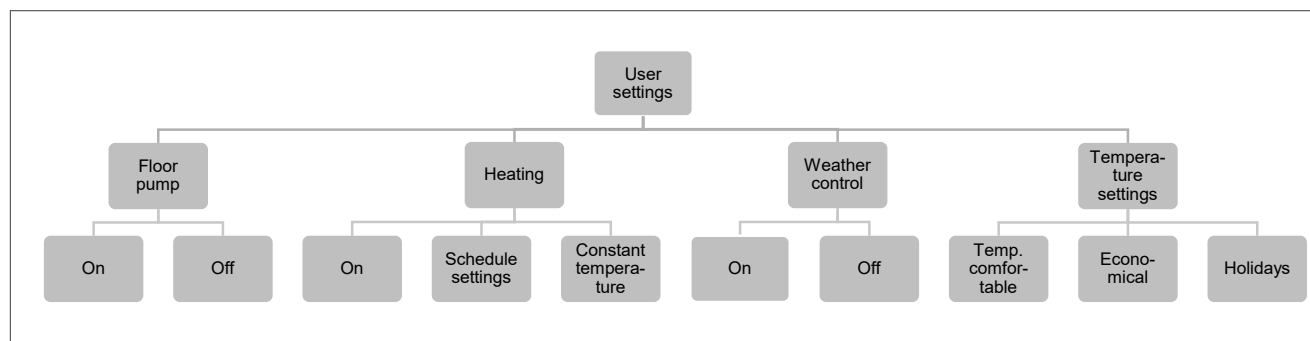 User
settings
Floor
pump
Heating
Weather
control
Tempera-
ture
settings
On
Off
On
Schedule
settings
Constant
tempera-
ture
On
Off
Temp.
comfor-
table
Econo-
mical
Holidays